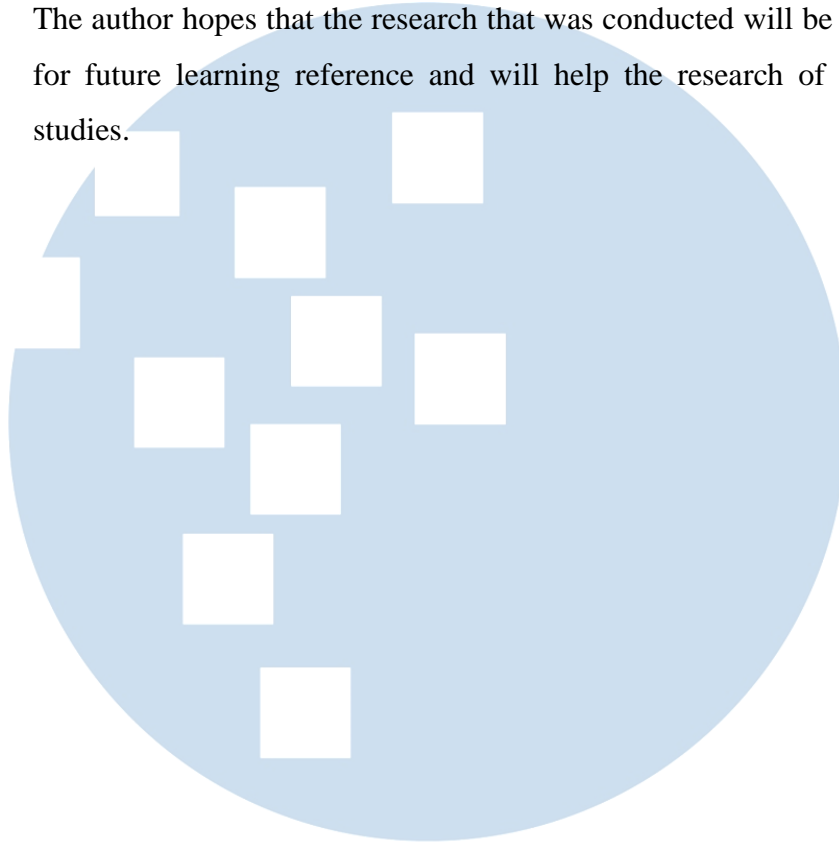 The author hopes that the research that was conducted will be
for future learning reference and will help the research of
studies.